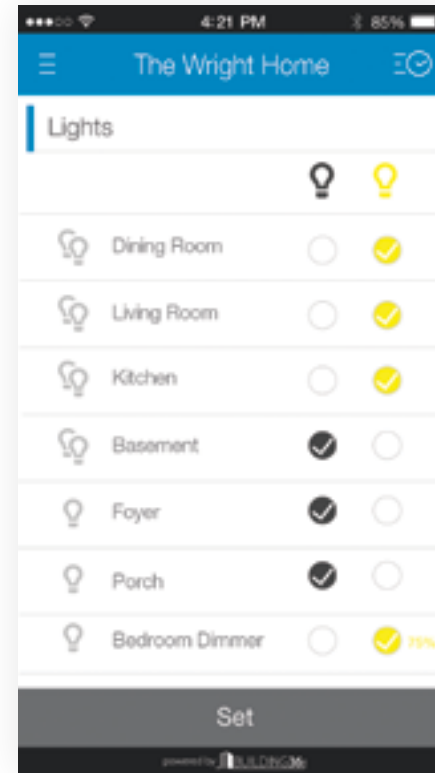 4:21 PM
85%
The Wright Home
Lights
Dining Room
Living Room
Kitchen
Basement
Foyer
Porch
Bedroom Dimmer
75%
Set
powered by BUILDING36